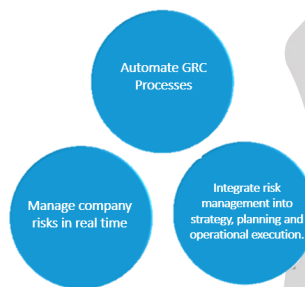 Automate GRC
Processes
Manage company
risks in real time
Integrate risk
management into
strategy, planning and
operational execution.